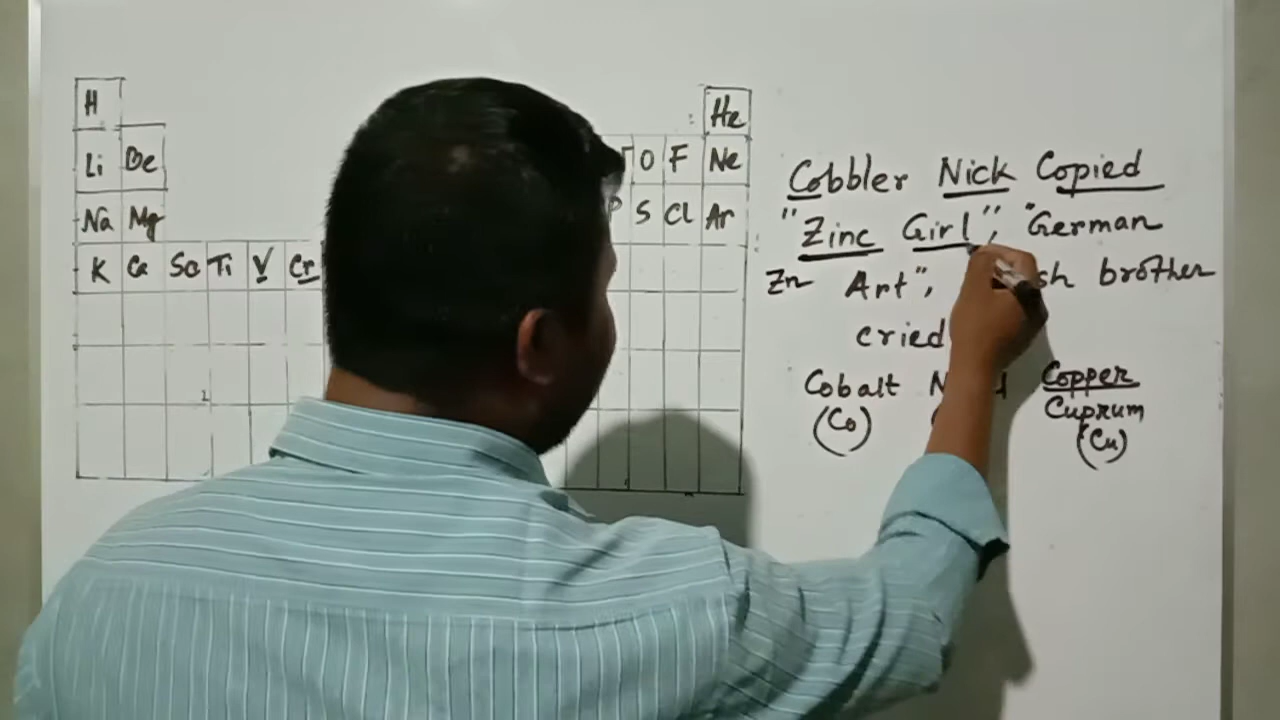 H He
Li Be O F Ne
Na Mg P S Cl Ar
K Ca Sc Ti V Cr
Cobbler Nick Copied
"Zinc Girl", "German
Zn Art", brother
cried
Cobalt Copper
Cuprum
(Co) (Cu)